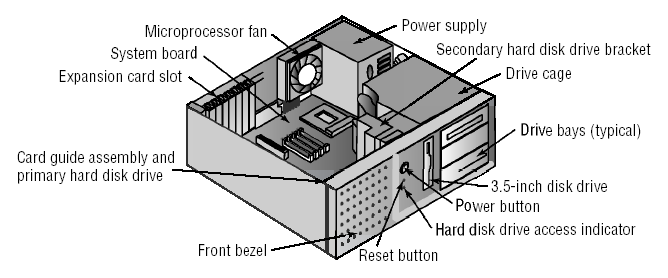 Microprocessor fan
Power supply
System board
Secondary hard disk drive bracket
Expansion card slot
Drive cage
Drive bays (typical)
Card guide assembly and
primary hard disk drive
3.5-inch disk drive
Power button
Hard disk drive access indicator
Front bezel
Reset button